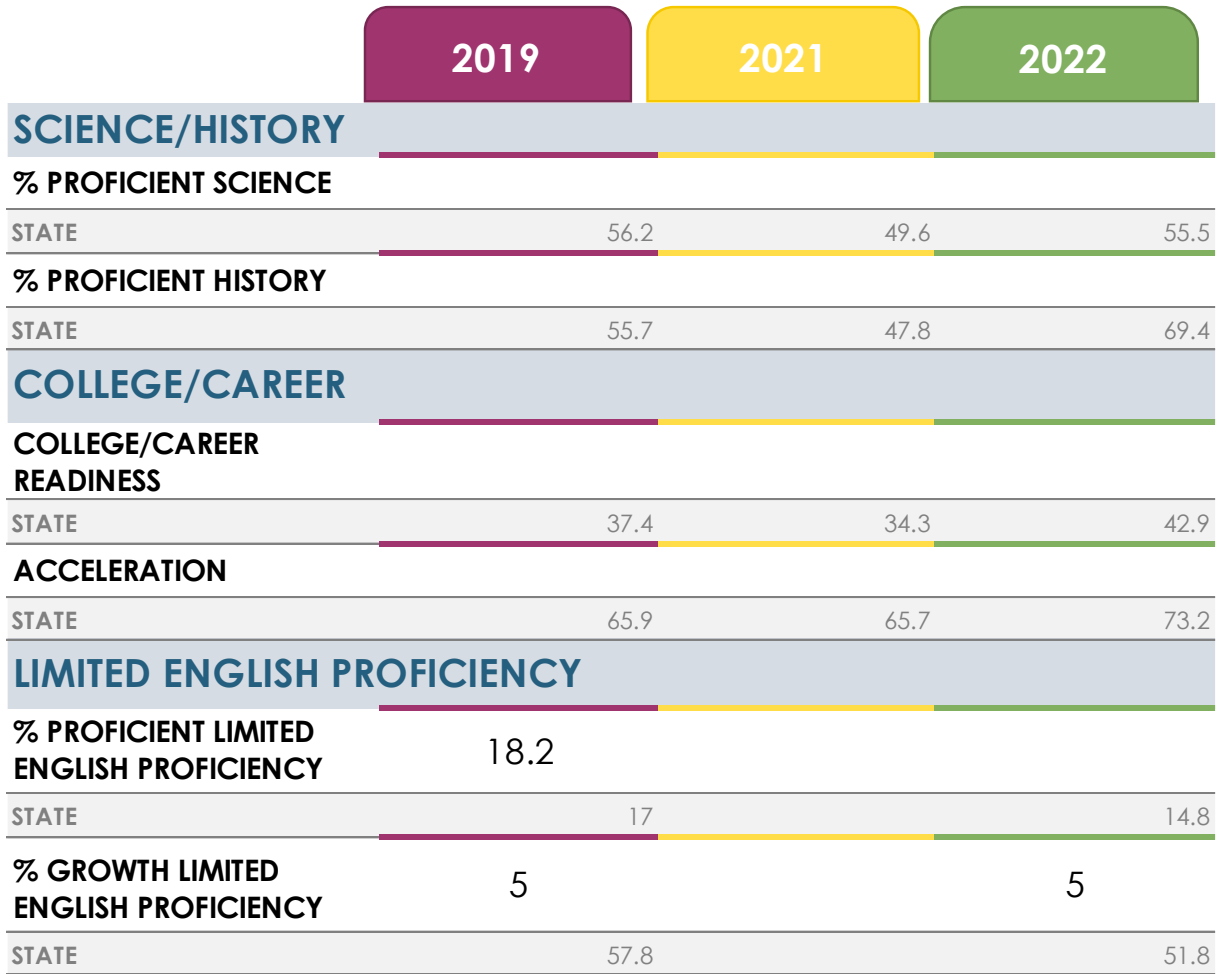 2019 2021 2022
SCIENCE/HISTORY
% PROFICIENT SCIENCE
STATE 56.2 49.6 55.5
% PROFICIENT HISTORY
STATE 55.7 47.8 69.4
COLLEGE/CAREER
COLLEGE/CAREER
READINESS
STATE 37.4 34.3 42.9
ACCELERATION
STATE 65.9 65.7 73.2
LIMITED ENGLISH PROFICIENCY
% PROFICIENT LIMITED
ENGLISH PROFICIENCY 18.2
STATE 17 14.8
% GROWTH LIMITED
ENGLISH PROFICIENCY 5 5
STATE 57.8 51.8